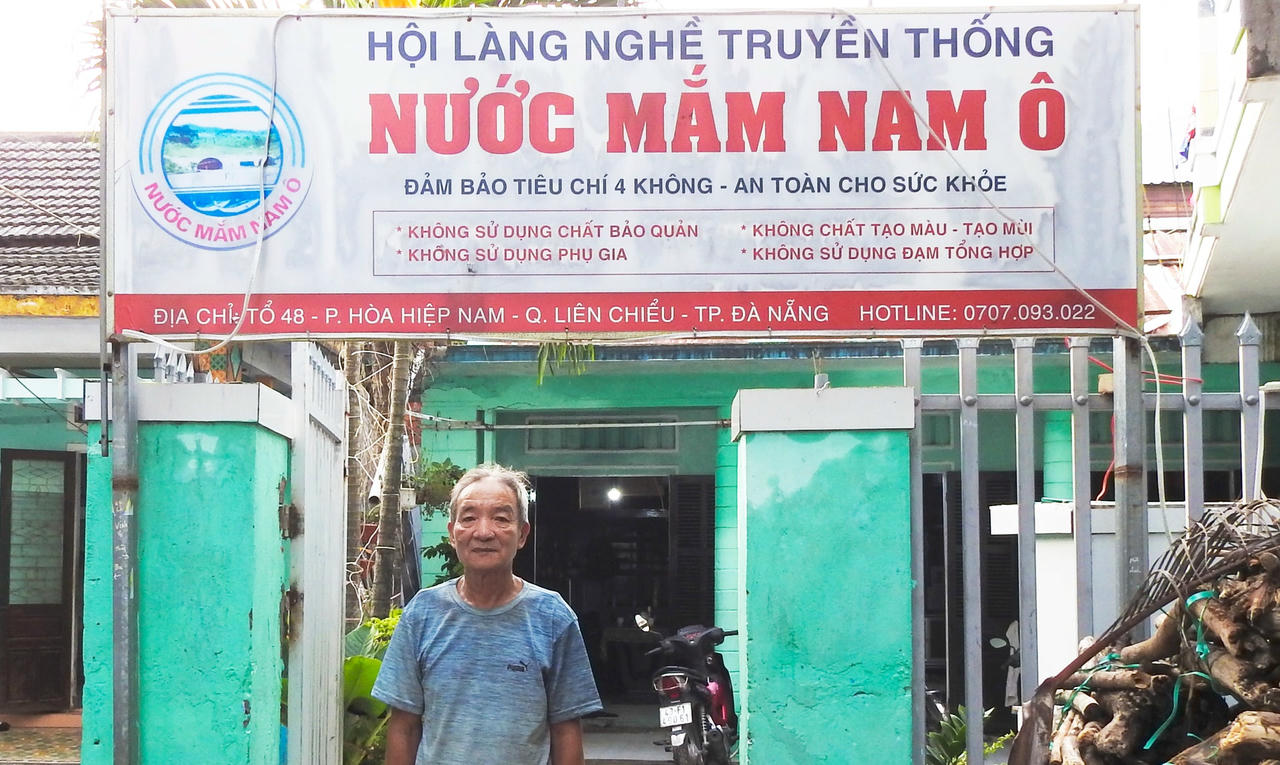 HỘI LÀNG NGHỀ TRUYỀN THỐNG
NƯỚC MẮM NAM Ô
ĐẢM BẢO TIÊU CHÍ 4 KHÔNG - AN TOÀN CHO SỨC KHỎE
* KHÔNG SỬ DỤNG CHẤT BẢO QUẢN
* KHÔNG CHẤT TẠO MÀU - TẠO MÙI
* KHÔNG SỬ DỤNG PHỤ GIA
* KHÔNG SỬ DỤNG ĐẠM TỔNG HỢP
NƯỚC MẮM NAM Ô
ĐỊA CHỈ: TỔ 48 - P. HÒA HIỆP NAM - Q. LIÊN CHIỂU - TP. ĐÀ NẴNG HOTLINE: 0707.093.022
PUMA